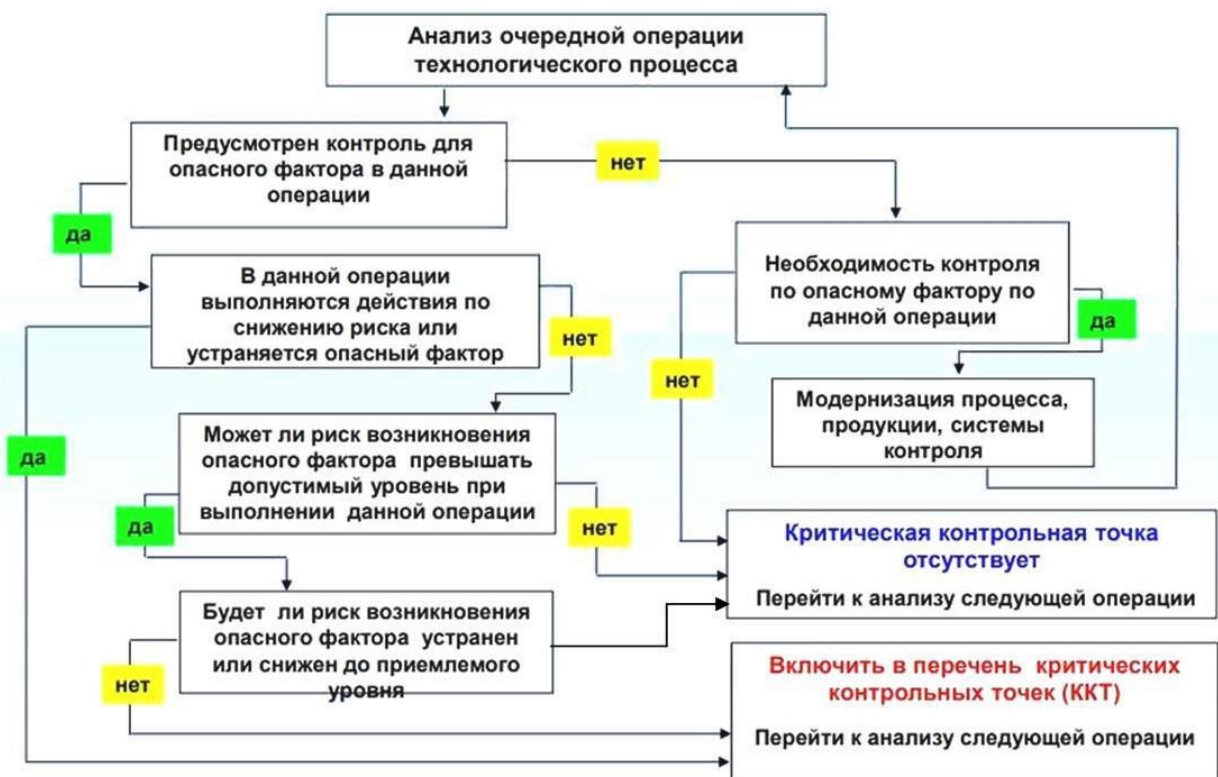 Анализ очередной операции
технологического процесса
Предусмотрен контроль для
опасного фактора в данной
операции
нет
да
В данной операции
выполняются действия по
снижению риска или
устраняется опасный фактор
нет
Необходимость контроля
по опасному фактору по
данной операции
да
нет
Модернизация процесса,
продукции, системы
контроля
да
Может ли риск возникновения
опасного фактора превышать
допустимый уровень при
выполнении данной операции
да
нет
Критическая контрольная точка
отсутствует
Перейти к анализу следующей операции
Будет ли риск возникновения
опасного фактора устранен
или снижен до приемлемого
уровня
нет
Включить в перечень критических
контрольных точек (ККТ)
Перейти к анализу следующей операции